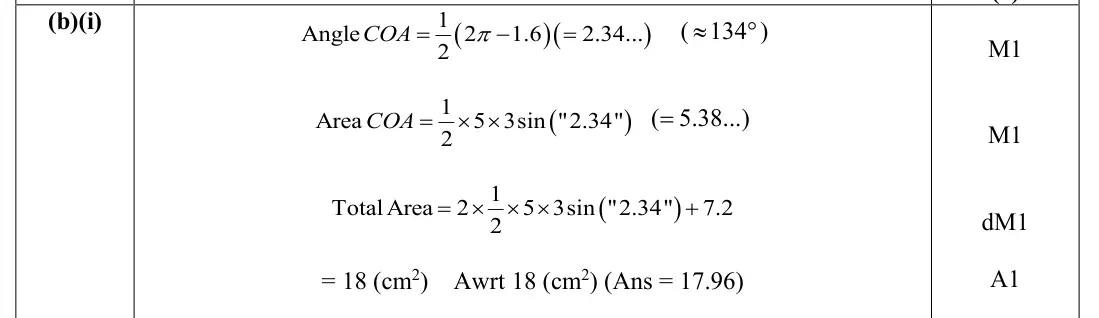 (b)(i)
Angle COA = 1/2 (2π − 1.6)(= 2.34...) (≈134°)
M1
Area COA = 1/2 × 5 × 3 sin ("2.34") (= 5.38...)
M1
Total Area = 2 × 1/2 × 5 × 3 sin ("2.34") + 7.2
dM1
= 18 (cm²) Awrt 18 (cm²) (Ans = 17.96)
A1